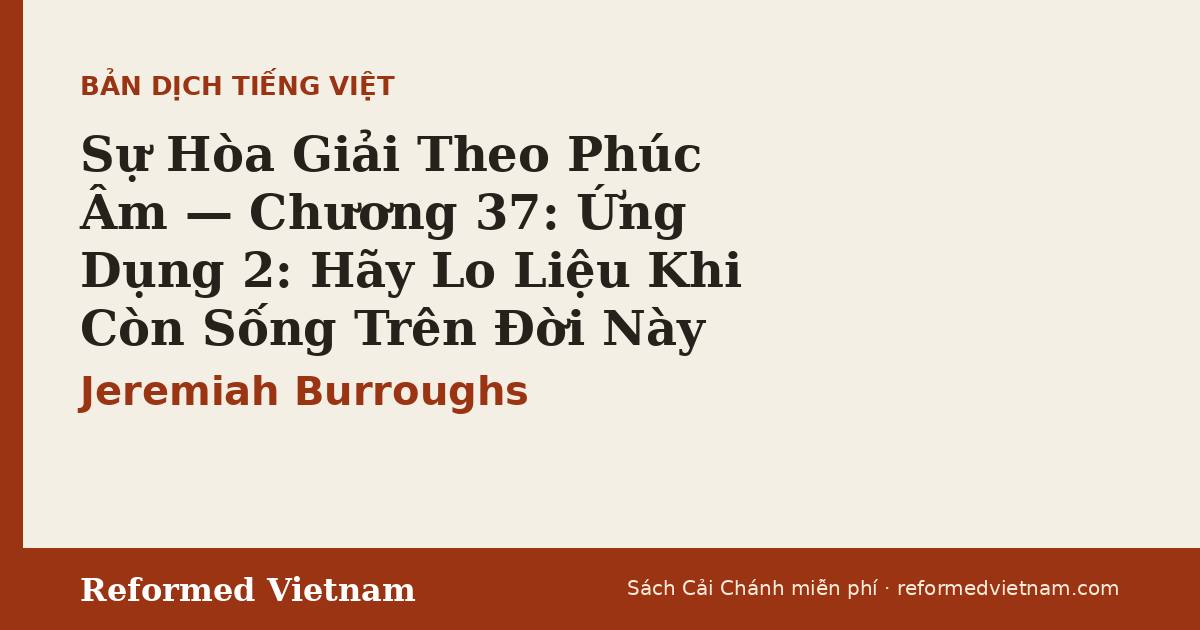 BẢN DỊCH TIẾNG VIỆT
Sự Hòa Giải Theo Phúc
Âm — Chương 37: Ứng
Dụng 2: Hãy Lo Liệu Khi
Còn Sống Trên Đời Này
Jeremiah Burroughs
Reformed Vietnam
Sách Cải Chánh miễn phí · reformedvietnam.com